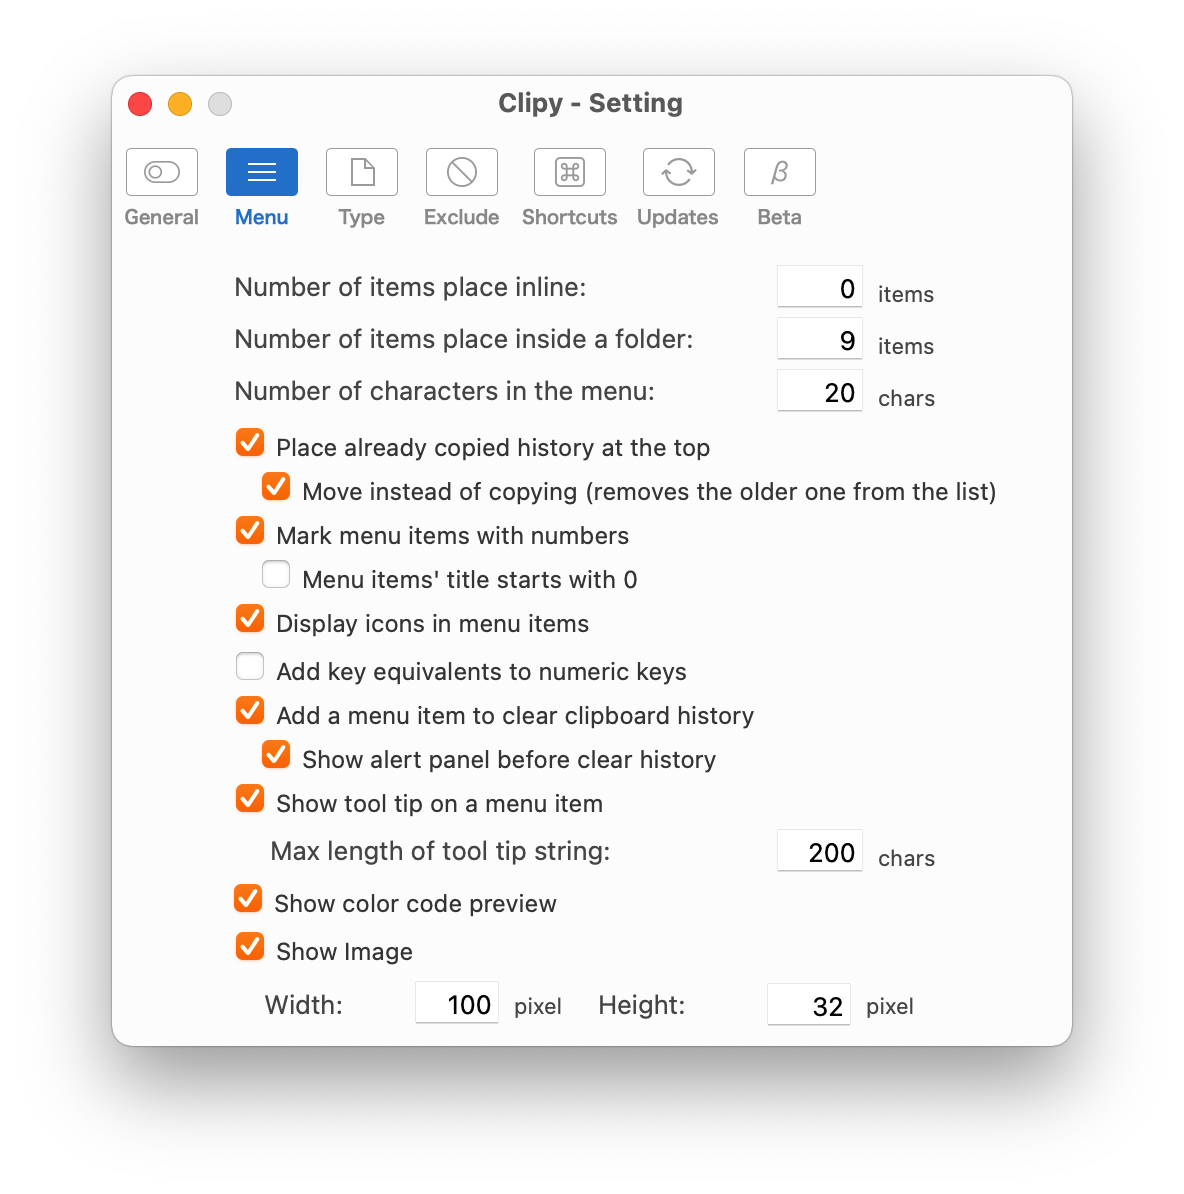 Clipy - Setting
β
General Menu Type Exclude Shortcuts Updates Beta
Number of items place inline: 0 items
Number of items place inside a folder: 9 items
Number of characters in the menu: 20 chars
Place already copied history at the top
Move instead of copying (removes the older one from the list)
Mark menu items with numbers
Menu items' title starts with 0
Display icons in menu items
Add key equivalents to numeric keys
Add a menu item to clear clipboard history
Show alert panel before clear history
Show tool tip on a menu item
Max length of tool tip string: 200 chars
Show color code preview
Show Image
Width: 100 pixel Height: 32 pixel